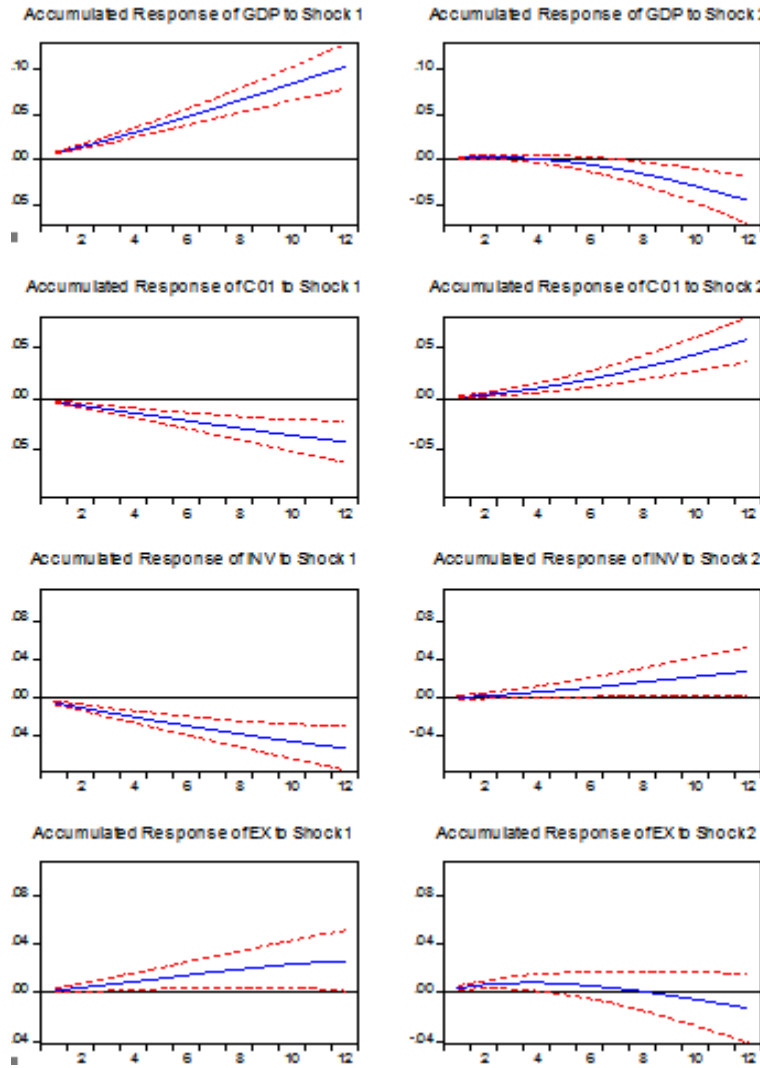 Accumulated Response of GDP to Shock 1
.10
.05
.00
.05
2 4 6 8 10 12
Accumulated Response of GDP to Shock 2
.10
.05
.00
-.05
2 4 6 8 10 12
Accumulated Response of C01 to Shock 1
.05
.00
.05
2 4 6 8 10 12
Accumulated Response of C01 to Shock 2
.05
.00
-.05
2 4 6 8 10 12
Accumulated Response of INV to Shock 1
.08
.04
.00
.04
2 4 6 8 10 12
Accumulated Response of INV to Shock 2
.08
.04
.00
-.04
2 4 6 8 10 12
Accumulated Response of EX to Shock 1
.08
.04
.00
.04
2 4 6 8 10 12
Accumulated Response of EX to Shock 2
.08
.04
.00
-.04
2 4 6 8 10 12